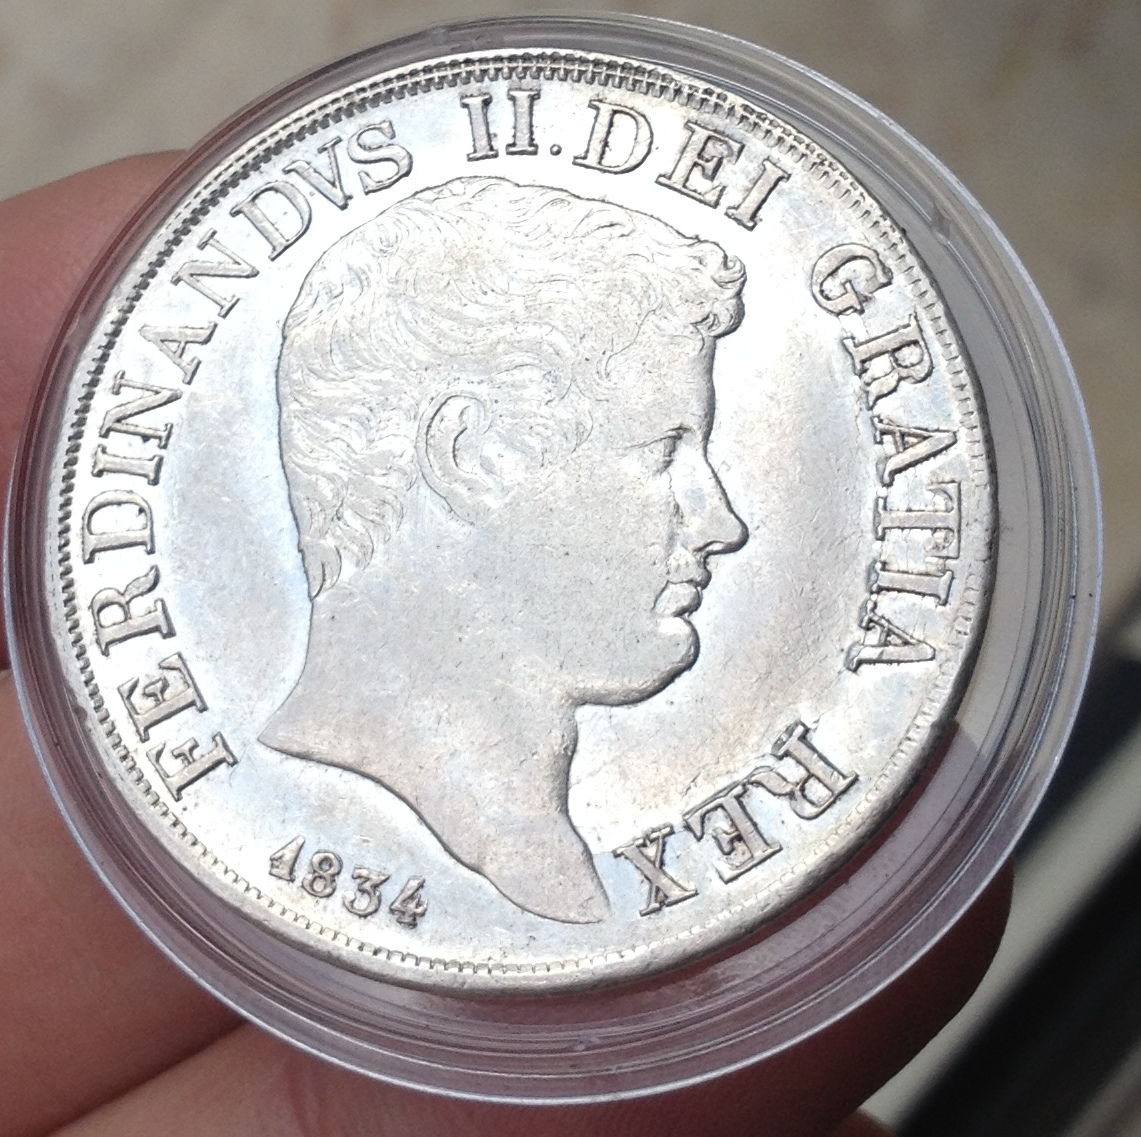 FERDINANDVS II. DEI GRATIA REX
1834